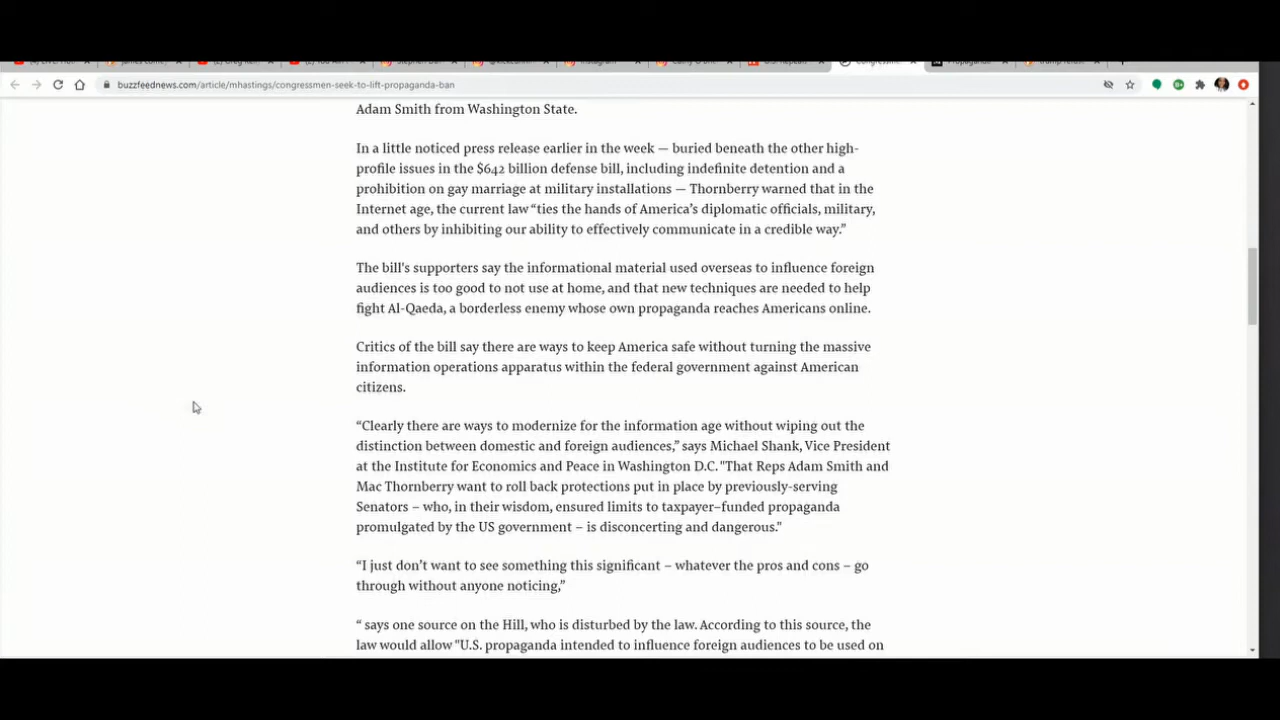 buzzfeednews.com/article/mhastings/congressmen-seek-to-lift-propaganda-ban
Adam Smith from Washington State.
In a little noticed press release earlier in the week — buried beneath the other high-
profile issues in the $642 billion defense bill, including indefinite detention and a
prohibition on gay marriage at military installations — Thornberry warned that in the
Internet age, the current law “ties the hands of America’s diplomatic officials, military,
and others by inhibiting our ability to effectively communicate in a credible way.”
The bill's supporters say the informational material used overseas to influence foreign
audiences is too good to not use at home, and that new techniques are needed to help
fight Al-Qaeda, a borderless enemy whose own propaganda reaches Americans online.
Critics of the bill say there are ways to keep America safe without turning the massive
information operations apparatus within the federal government against American
citizens.
“Clearly there are ways to modernize for the information age without wiping out the
distinction between domestic and foreign audiences,” says Michael Shank, Vice President
at the Institute for Economics and Peace in Washington D.C. "That Reps Adam Smith and
Mac Thornberry want to roll back protections put in place by previously-serving
Senators – who, in their wisdom, ensured limits to taxpayer–funded propaganda
promulgated by the US government – is disconcerting and dangerous."
“I just don’t want to see something this significant – whatever the pros and cons – go
through without anyone noticing,”
“ says one source on the Hill, who is disturbed by the law. According to this source, the
law would allow "U.S. propaganda intended to influence foreign audiences to be used on